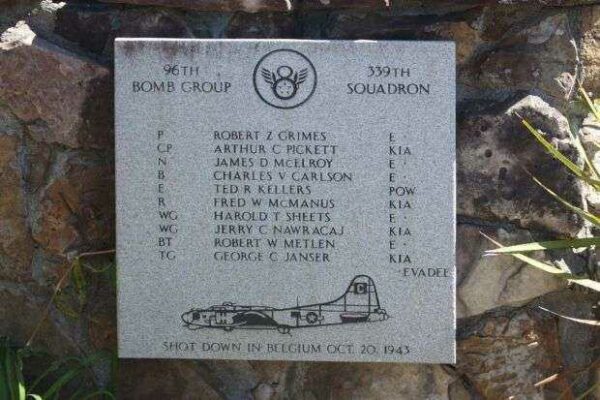 96TH BOMB GROUP 8 339TH SQUADRON
P ROBERT Z GRIMES E ·
CP ARTHUR C PICKETT KIA
N JAMES D McELROY E ·
B CHARLES V CARLSON E ·
E TED R KELLERS POW
R FRED W McMANUS KIA
WG HAROLD T SHEETS E ·
WG JERRY C NAWRACAJ KIA
BT ROBERT W METLEN E ·
TG GEORGE C JANSER KIA
· EVADEE
C
SHOT DOWN IN BELGIUM OCT. 20, 1943